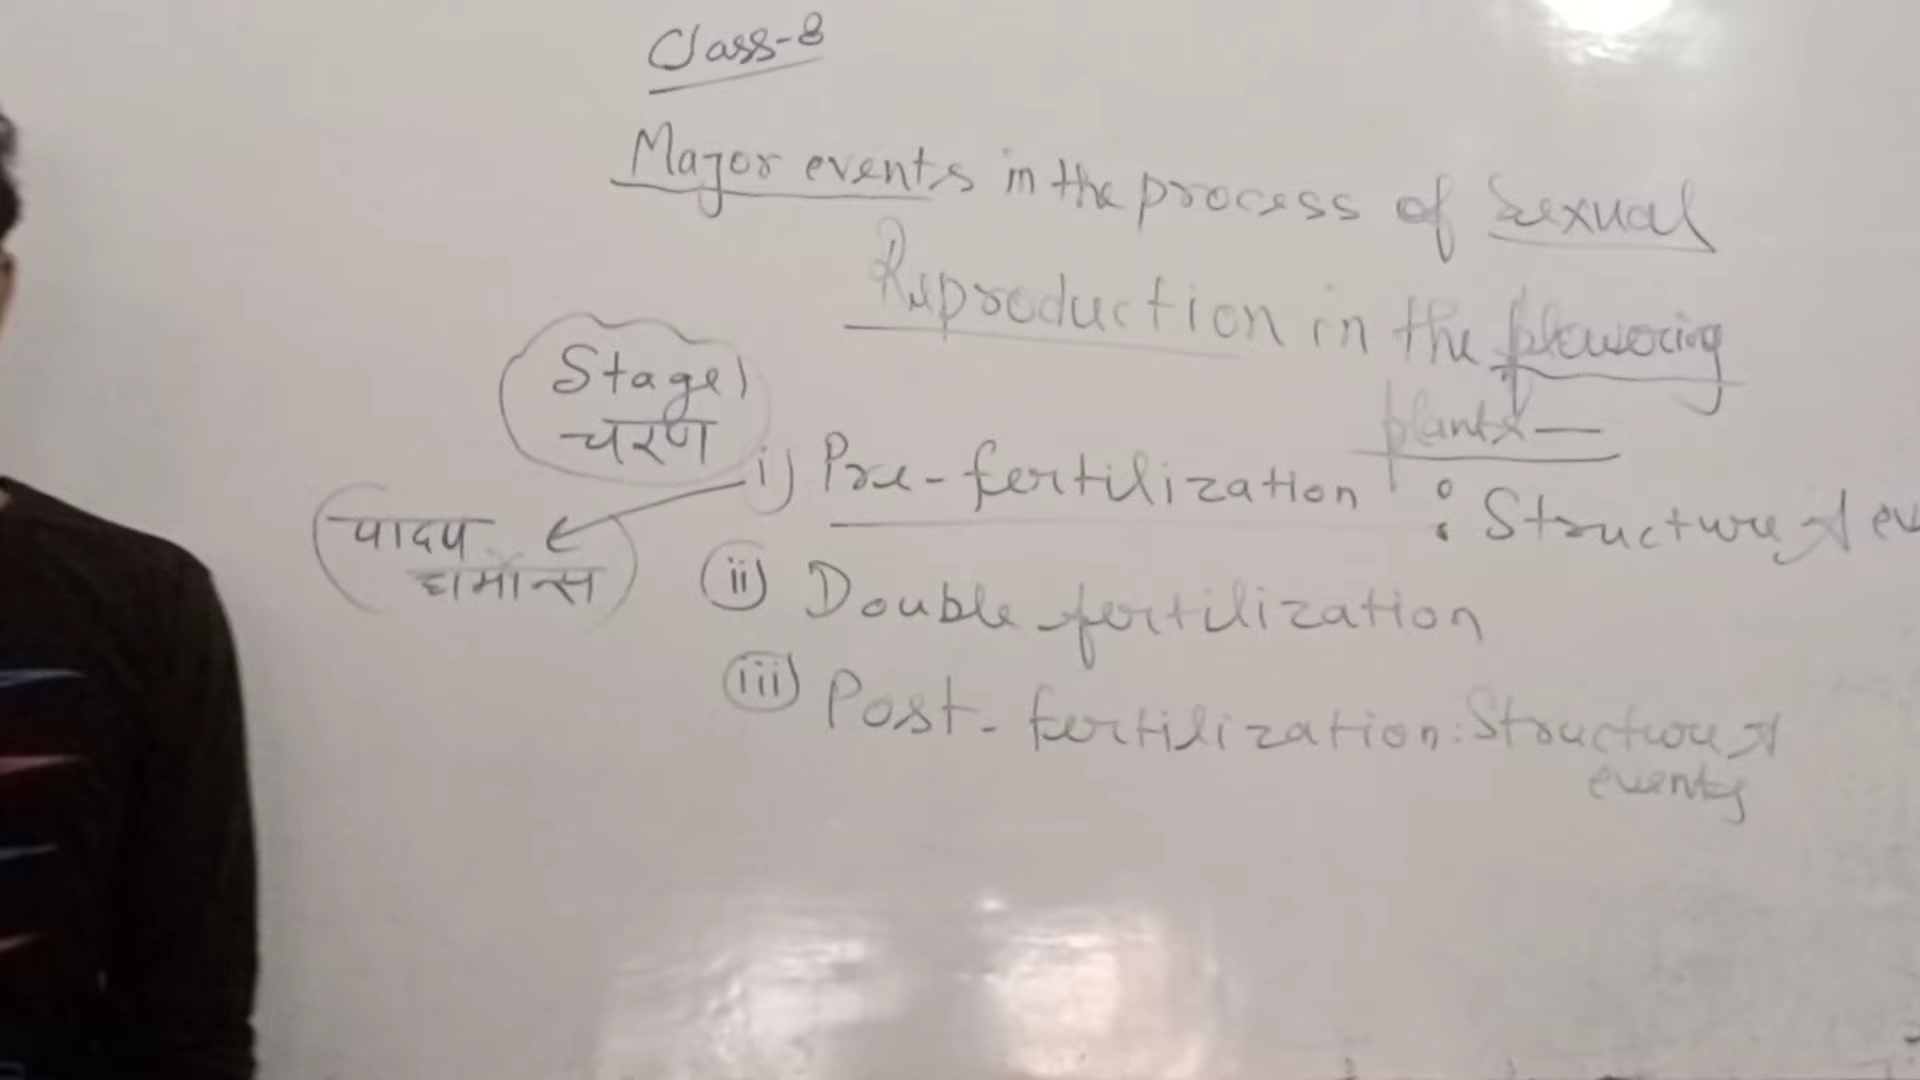 Class-8
Major events in the process of Sexual
Reproduction in the flowering
plants—
Stage
चरण
i) Pre-fertilization : Structure & ev
पादप
हार्मोन्स
ii) Double fertilization
iii) Post-fertilization: Structure &
events